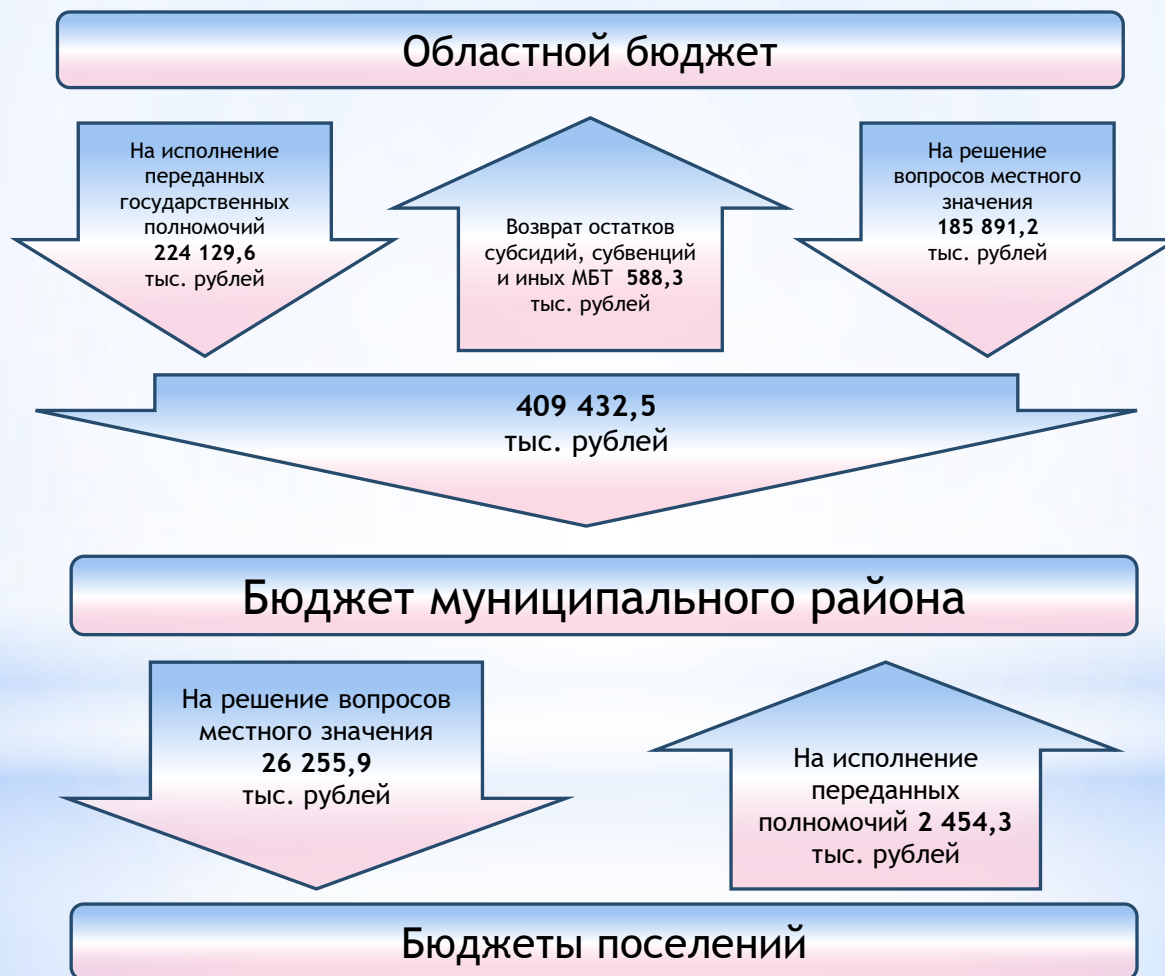 Областной бюджет
На исполнение
переданных
государственных
полномочий
224 129,6
тыс. рублей
Возврат остатков
субсидий, субвенций
и иных МБТ 588,3
тыс. рублей
На решение
вопросов местного
значения
185 891,2
тыс. рублей
409 432,5
тыс. рублей
Бюджет муниципального района
На решение вопросов
местного значения
26 255,9
тыс. рублей
На исполнение
переданных
полномочий 2 454,3
тыс. рублей
Бюджеты поселений